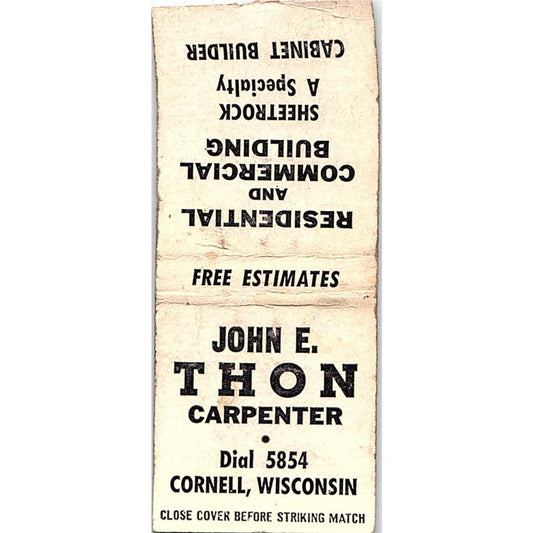 RESIDENTIAL
AND
COMMERCIAL
BUILDING
SHEETROCK
A Specialty
CABINET BUILDER
FREE ESTIMATES
JOHN E.
THON
CARPENTER
•
Dial 5854
CORNELL, WISCONSIN
CLOSE COVER BEFORE STRIKING MATCH